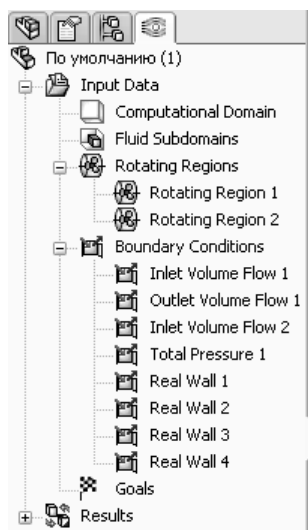 По умолчанию (1)
Input Data
Computational Domain
Fluid Subdomains
Rotating Regions
Rotating Region 1
Rotating Region 2
Boundary Conditions
Inlet Volume Flow 1
Outlet Volume Flow 1
Inlet Volume Flow 2
Total Pressure 1
Real Wall 1
Real Wall 2
Real Wall 3
Real Wall 4
Goals
Results